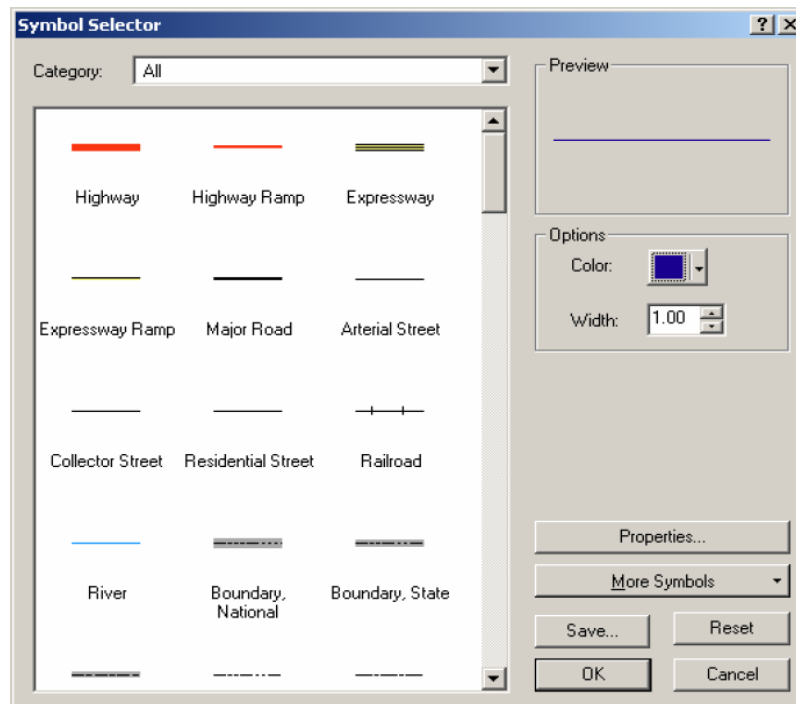 Symbol Selector
Category: All
Highway Highway Ramp Expressway
Expressway Ramp Major Road Arterial Street
Collector Street Residential Street Railroad
River Boundary, National Boundary, State
Preview
Options
Color:
Width: 1.00
Properties...
More Symbols
Save... Reset
OK Cancel